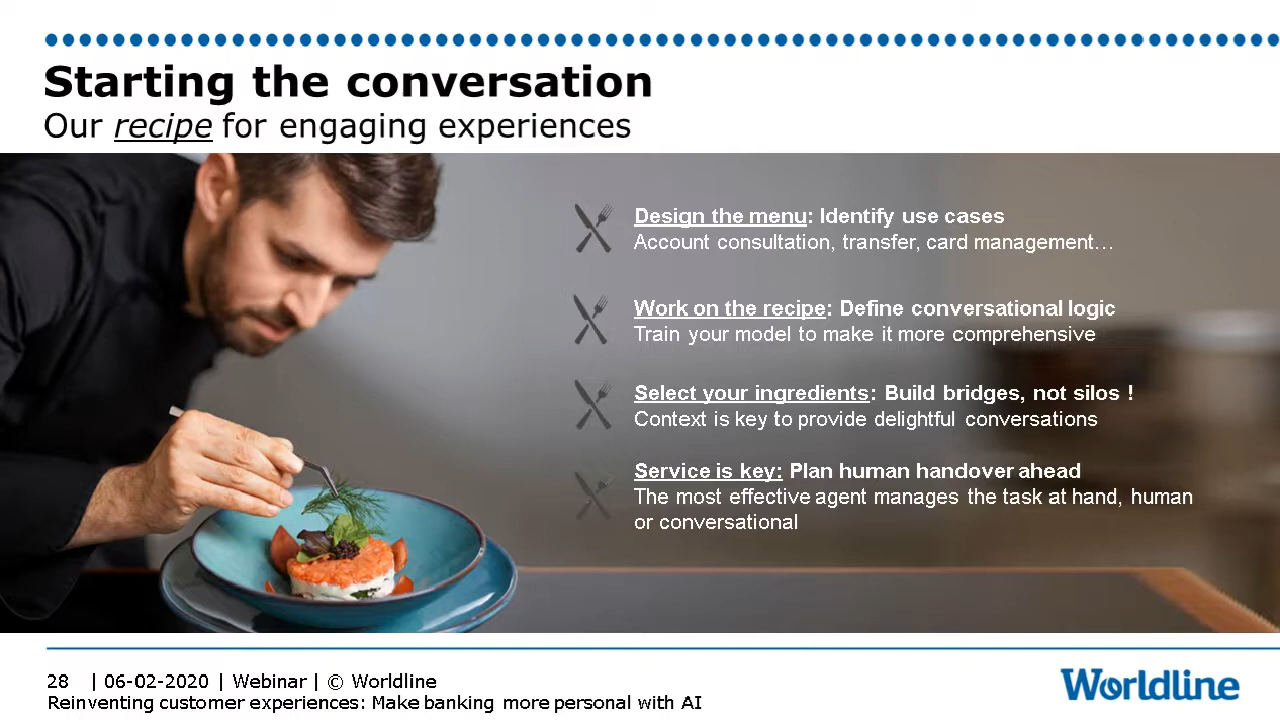 Starting the conversation
Our recipe for engaging experiences
Design the menu: Identify use cases
Account consultation, transfer, card management…
Work on the recipe: Define conversational logic
Train your model to make it more comprehensive
Select your ingredients: Build bridges, not silos !
Context is key to provide delightful conversations
Service is key: Plan human handover ahead
The most effective agent manages the task at hand, human
or conversational
28 | 06-02-2020 | Webinar | © Worldline
Reinventing customer experiences: Make banking more personal with AI
Worldline